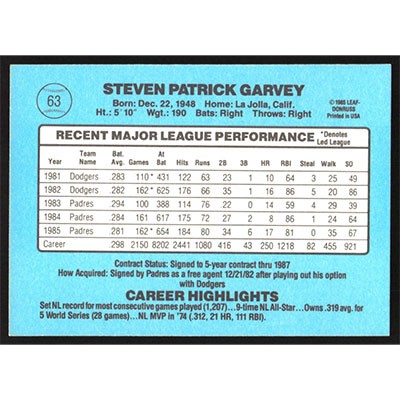 63
STEVEN PATRICK GARVEY
© 1985 LEAF-
DONRUSS
Printed in USA
Born: Dec. 22, 1948 Home: La Jolla, Calif.
Ht.: 5' 10" Wgt.: 190 Bats: Right Throws: Right
RECENT MAJOR LEAGUE PERFORMANCE *Denotes
Led League
Year Team Name Bat. Avg. Games At Bat Hits Runs 2B 3B HR RBI Steal Walk SO
1981 Dodgers .283 110* 431 122 63 23 1 10 64 3 25 49
1982 Dodgers .282 162* 625 176 66 35 1 16 86 5 20 86
1983 Padres .294 100 388 114 76 22 0 14 59 4 29 39
1984 Padres .284 161 617 175 72 27 2 8 86 1 24 64
1985 Padres .281 162* 654 184 80 34 6 17 81 0 35 67
Career .298 2150 8202 2441 1080 416 43 250 1218 82 455 921
Contract Status: Signed to 5-year contract thru 1987
How Acquired: Signed by Padres as a free agent 12/21/82 after playing out his option
with Dodgers
CAREER HIGHLIGHTS
Set NL record for most consecutive games played (1,207)...9-time NL All-Star...Owns .319 avg. for
5 World Series (28 games)...NL MVP in '74 (.312, 21 HR, 111 RBI).